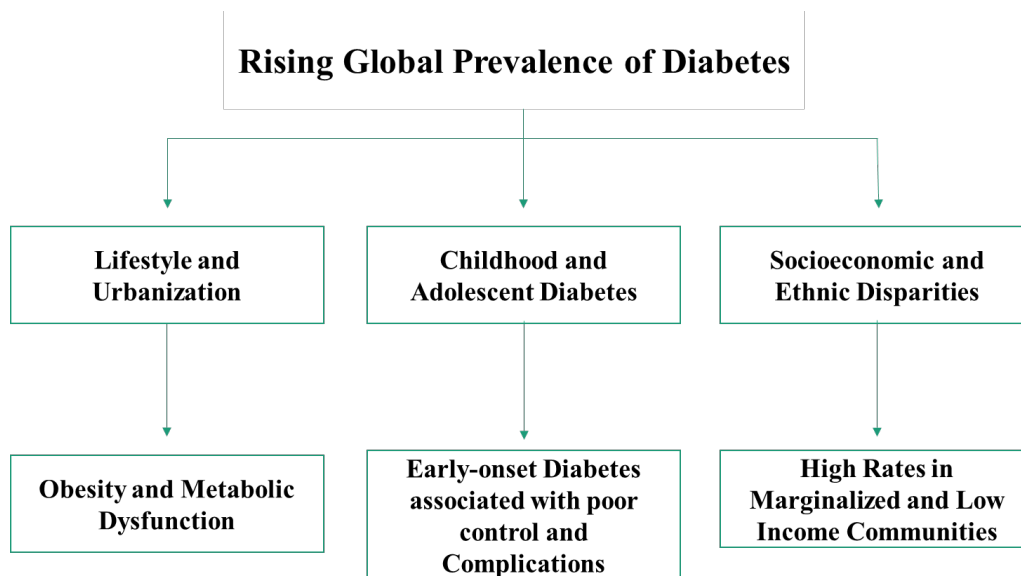 Rising Global Prevalence of Diabetes
Lifestyle and
Urbanization
Childhood and
Adolescent Diabetes
Socioeconomic and
Ethnic Disparities
Obesity and Metabolic
Dysfunction
Early-onset Diabetes
associated with poor
control and
Complications
High Rates in
Marginalized and Low
Income Communities